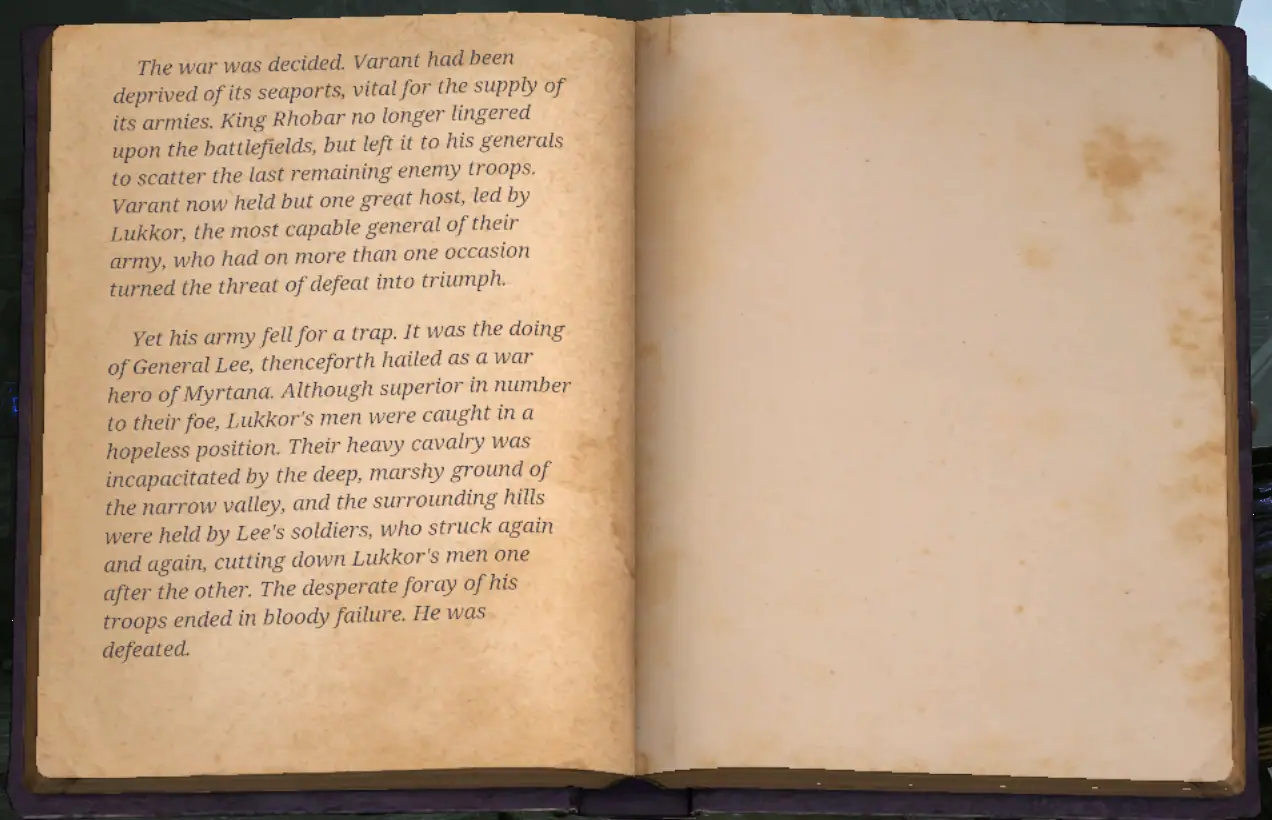 The war was decided. Varant had been
deprived of its seaports, vital for the supply of
its armies. King Rhobar no longer lingered
upon the battlefields, but left it to his generals
to scatter the last remaining enemy troops.
Varant now held but one great host, led by
Lukkor, the most capable general of their
army, who had on more than one occasion
turned the threat of defeat into triumph.
Yet his army fell for a trap. It was the doing
of General Lee, thenceforth hailed as a war
hero of Myrtana. Although superior in number
to their foe, Lukkor's men were caught in a
hopeless position. Their heavy cavalry was
incapacitated by the deep, marshy ground of
the narrow valley, and the surrounding hills
were held by Lee's soldiers, who struck again
and again, cutting down Lukkor's men one
after the other. The desperate foray of his
troops ended in bloody failure. He was
defeated.